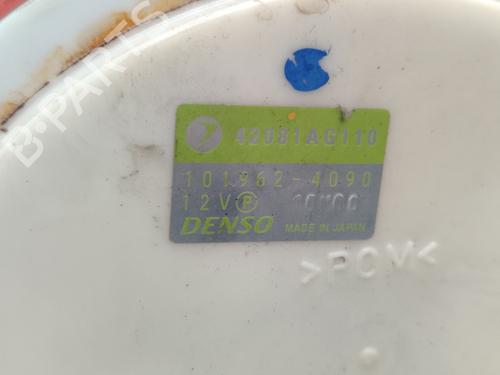 B-PARTS
42081AG110
101962-4090
12V P
DENSO MADE IN JAPAN
>POM<